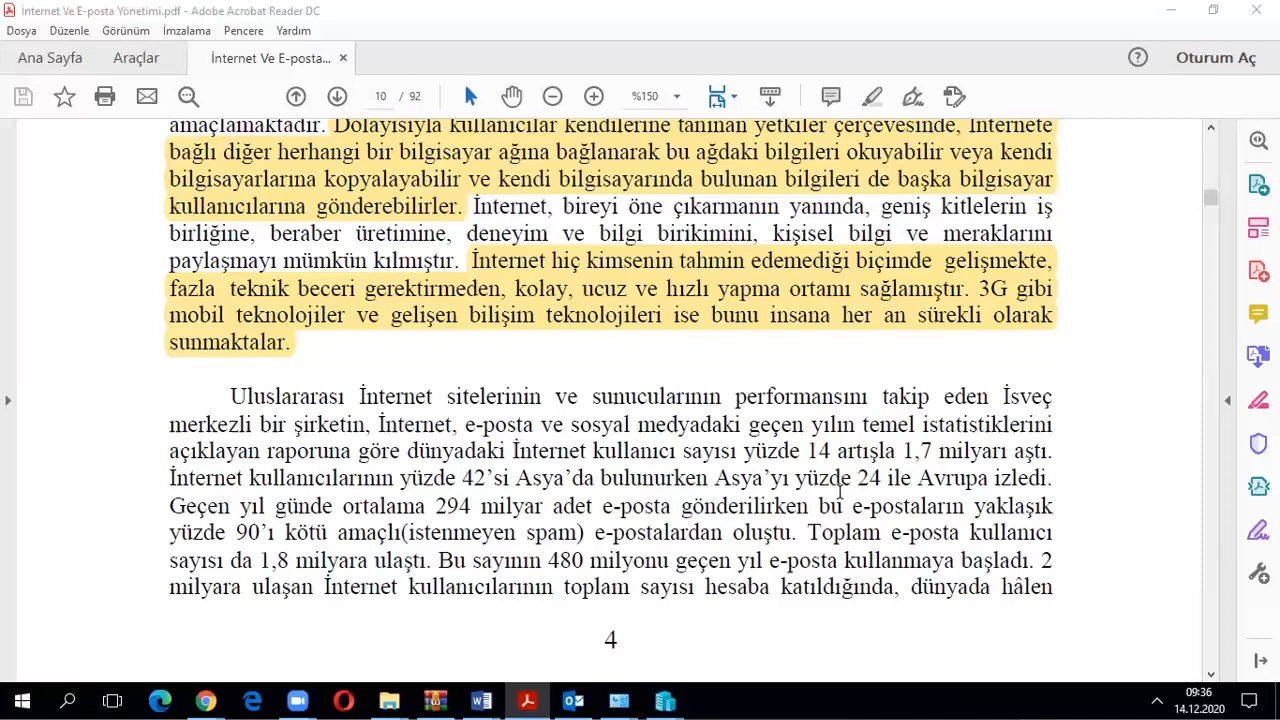 İnternet Ve E-posta Yönetimi.pdf - Adobe Acrobat Reader DC
Dosya Düzenle Görünüm İmzalama Pencere Yardım
Ana Sayfa Araçlar İnternet Ve E-posta... × Oturum Aç
10 / 92 %150
amaçlamaktadır. Dolayısıyla kullanıcılar kendilerine tanınan yetkiler çerçevesinde, İnternete
bağlı diğer herhangi bir bilgisayar ağına bağlanarak bu ağdaki bilgileri okuyabilir veya kendi
bilgisayarlarına kopyalayabilir ve kendi bilgisayarında bulunan bilgileri de başka bilgisayar
kullanıcılarına gönderebilirler. İnternet, bireyi öne çıkarmanın yanında, geniş kitlelerin iş
birliğine, beraber üretimine, deneyim ve bilgi birikimini, kişisel bilgi ve meraklarını
paylaşmayı mümkün kılmıştır. İnternet hiç kimsenin tahmin edemediği biçimde gelişmekte,
fazla teknik beceri gerektirmeden, kolay, ucuz ve hızlı yapma ortamı sağlamıştır. 3G gibi
mobil teknolojiler ve gelişen bilişim teknolojileri ise bunu insana her an sürekli olarak
sunmaktalar.
Uluslararası İnternet sitelerinin ve sunucularının performansını takip eden İsveç
merkezli bir şirketin, İnternet, e-posta ve sosyal medyadaki geçen yılın temel istatistiklerini
açıklayan raporuna göre dünyadaki İnternet kullanıcı sayısı yüzde 14 artışla 1,7 milyarı aştı.
İnternet kullanıcılarının yüzde 42’si Asya’da bulunurken Asya’yı yüzde 24 ile Avrupa izledi.
Geçen yıl günde ortalama 294 milyar adet e-posta gönderilirken bu e-postaların yaklaşık
yüzde 90’ı kötü amaçlı(istenmeyen spam) e-postalardan oluştu. Toplam e-posta kullanıcı
sayısı da 1,8 milyara ulaştı. Bu sayının 480 milyonu geçen yıl e-posta kullanmaya başladı. 2
milyara ulaşan İnternet kullanıcılarının toplam sayısı hesaba katıldığında, dünyada hâlen
4
09:36
14.12.2020